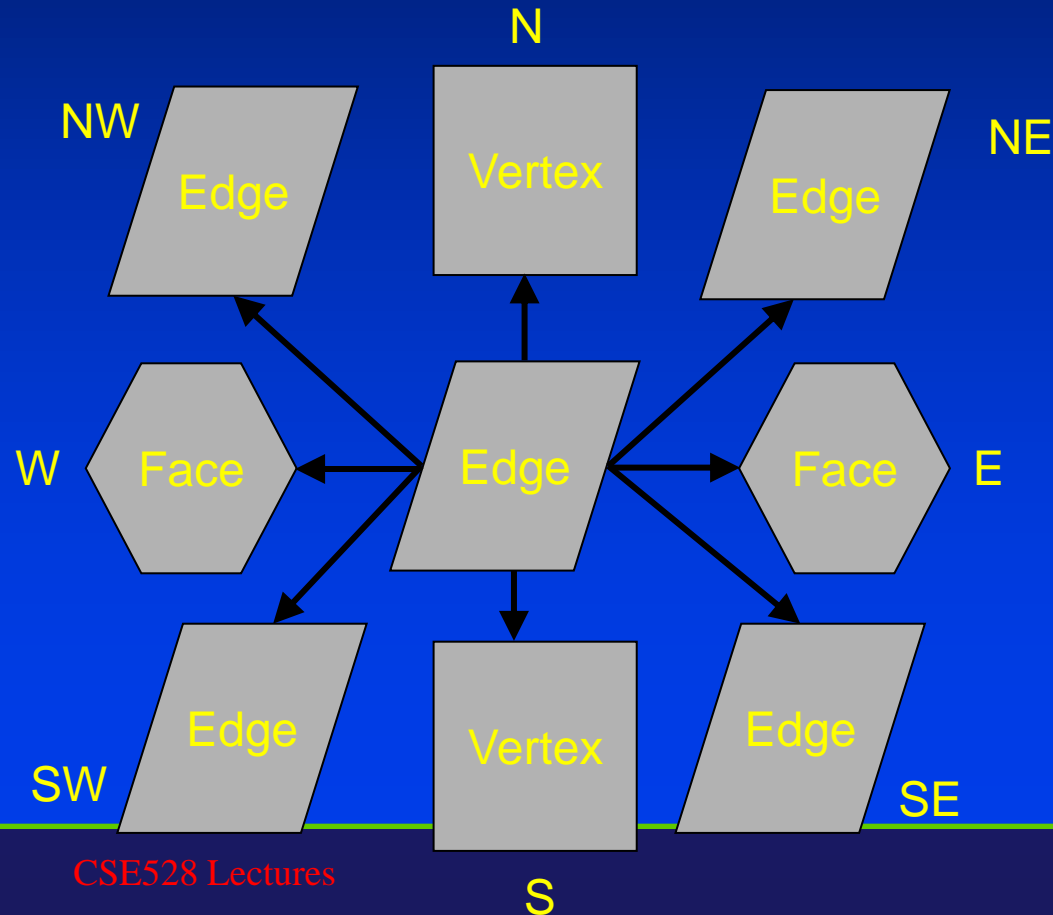 N
NW
NE
Edge
Vertex
Edge
W
Face
Edge
Face
E
Edge
Vertex
Edge
SW
SE
CSE528 Lectures
S